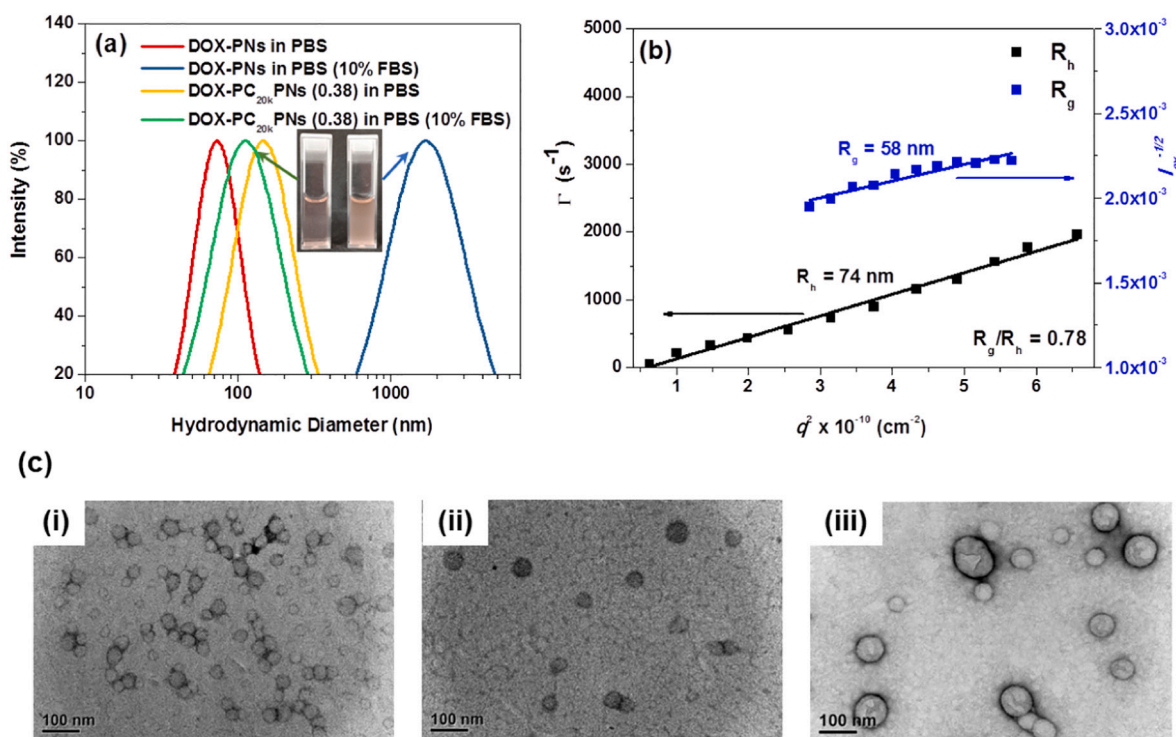 (a)
DOX-PNs in PBS
DOX-PNs in PBS (10% FBS)
DOX-PC20kPNs (0.38) in PBS
DOX-PC20kPNs (0.38) in PBS (10% FBS)
140
120
100
80
60
40
20
Intensity (%)
10
100
1000
Hydrodynamic Diameter (nm)
(b)
Rh
Rg
Rg = 58 nm
Rh = 74 nm
Rg/Rh = 0.78
5000
4000
3000
2000
1000
0
Γ (s-1)
1
2
3
4
5
6
q2 x 10-10 (cm-2)
3.0x10-3
2.5x10-3
2.0x10-3
1.5x10-3
1.0x10-3
(c)
(i)
100 nm
(ii)
100 nm
(iii)
100 nm